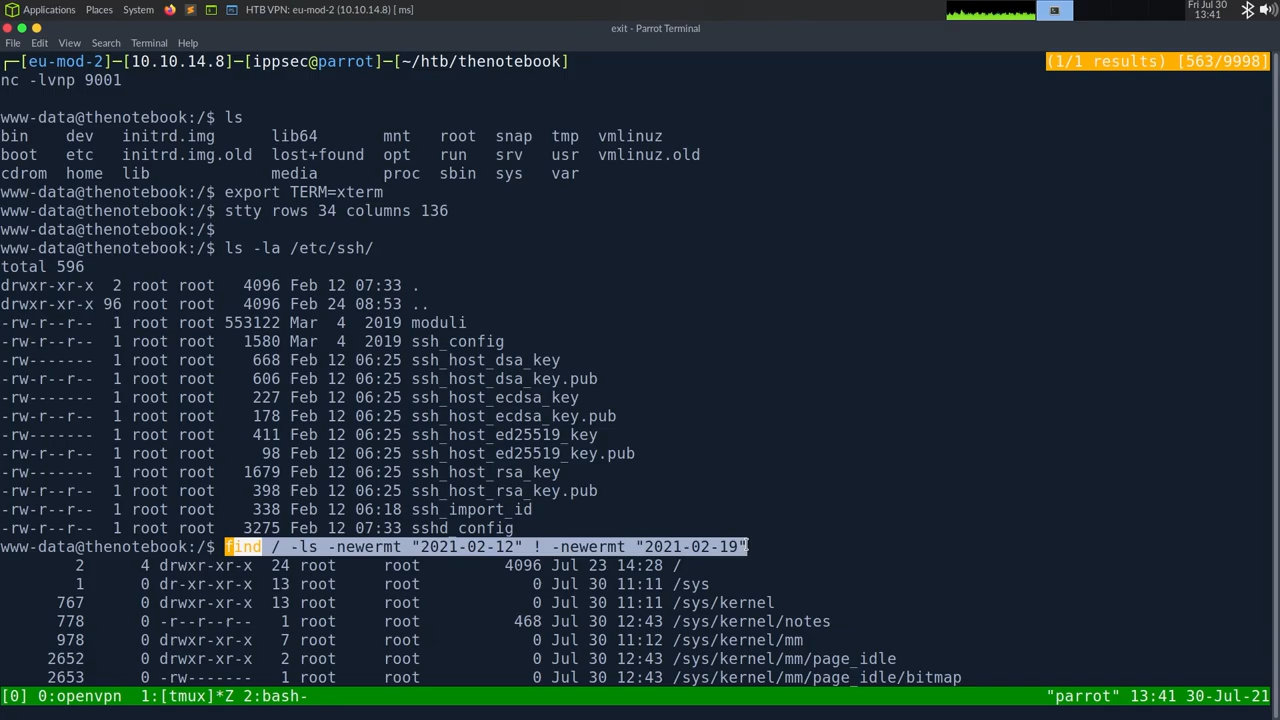 Applications Places System HTB VPN: eu-mod-2 (10.10.14.8) [ ms] Fri Jul 30
13:41
exit - Parrot Terminal
File Edit View Search Terminal Help
┌─[eu-mod-2]─[10.10.14.8]─[ippsec@parrot]─[~/htb/thenotebook] (1/1 results) [563/9998]
nc -lvnp 9001
www-data@thenotebook:/$ ls
bin dev initrd.img lib64 mnt root snap tmp vmlinuz
boot etc initrd.img.old lost+found opt run srv usr vmlinuz.old
cdrom home lib media proc sbin sys var
www-data@thenotebook:/$ export TERM=xterm
www-data@thenotebook:/$ stty rows 34 columns 136
www-data@thenotebook:/$
www-data@thenotebook:/$ ls -la /etc/ssh/
total 596
drwxr-xr-x 2 root root 4096 Feb 12 07:33 .
drwxr-xr-x 96 root root 4096 Feb 24 08:53 ..
-rw-r--r-- 1 root root 553122 Mar 4 2019 moduli
-rw-r--r-- 1 root root 1580 Mar 4 2019 ssh_config
-rw------- 1 root root 668 Feb 12 06:25 ssh_host_dsa_key
-rw-r--r-- 1 root root 606 Feb 12 06:25 ssh_host_dsa_key.pub
-rw------- 1 root root 227 Feb 12 06:25 ssh_host_ecdsa_key
-rw-r--r-- 1 root root 178 Feb 12 06:25 ssh_host_ecdsa_key.pub
-rw------- 1 root root 411 Feb 12 06:25 ssh_host_ed25519_key
-rw-r--r-- 1 root root 98 Feb 12 06:25 ssh_host_ed25519_key.pub
-rw------- 1 root root 1679 Feb 12 06:25 ssh_host_rsa_key
-rw-r--r-- 1 root root 398 Feb 12 06:25 ssh_host_rsa_key.pub
-rw-r--r-- 1 root root 338 Feb 12 06:18 ssh_import_id
-rw-r--r-- 1 root root 3275 Feb 12 07:33 sshd_config
www-data@thenotebook:/$ find / -ls -newermt "2021-02-12" ! -newermt "2021-02-19"
2 4 drwxr-xr-x 24 root root 4096 Jul 23 14:28 /
1 0 dr-xr-xr-x 13 root root 0 Jul 30 11:11 /sys
767 0 drwxr-xr-x 13 root root 0 Jul 30 11:11 /sys/kernel
778 0 -r--r--r-- 1 root root 468 Jul 30 12:43 /sys/kernel/notes
978 0 drwxr-xr-x 7 root root 0 Jul 30 11:12 /sys/kernel/mm
2652 0 drwxr-xr-x 2 root root 0 Jul 30 12:43 /sys/kernel/mm/page_idle
2653 0 -rw------- 1 root root 0 Jul 30 12:43 /sys/kernel/mm/page_idle/bitmap
[0] 0:openvpn 1:[tmux]*Z 2:bash- "parrot" 13:41 30-Jul-21